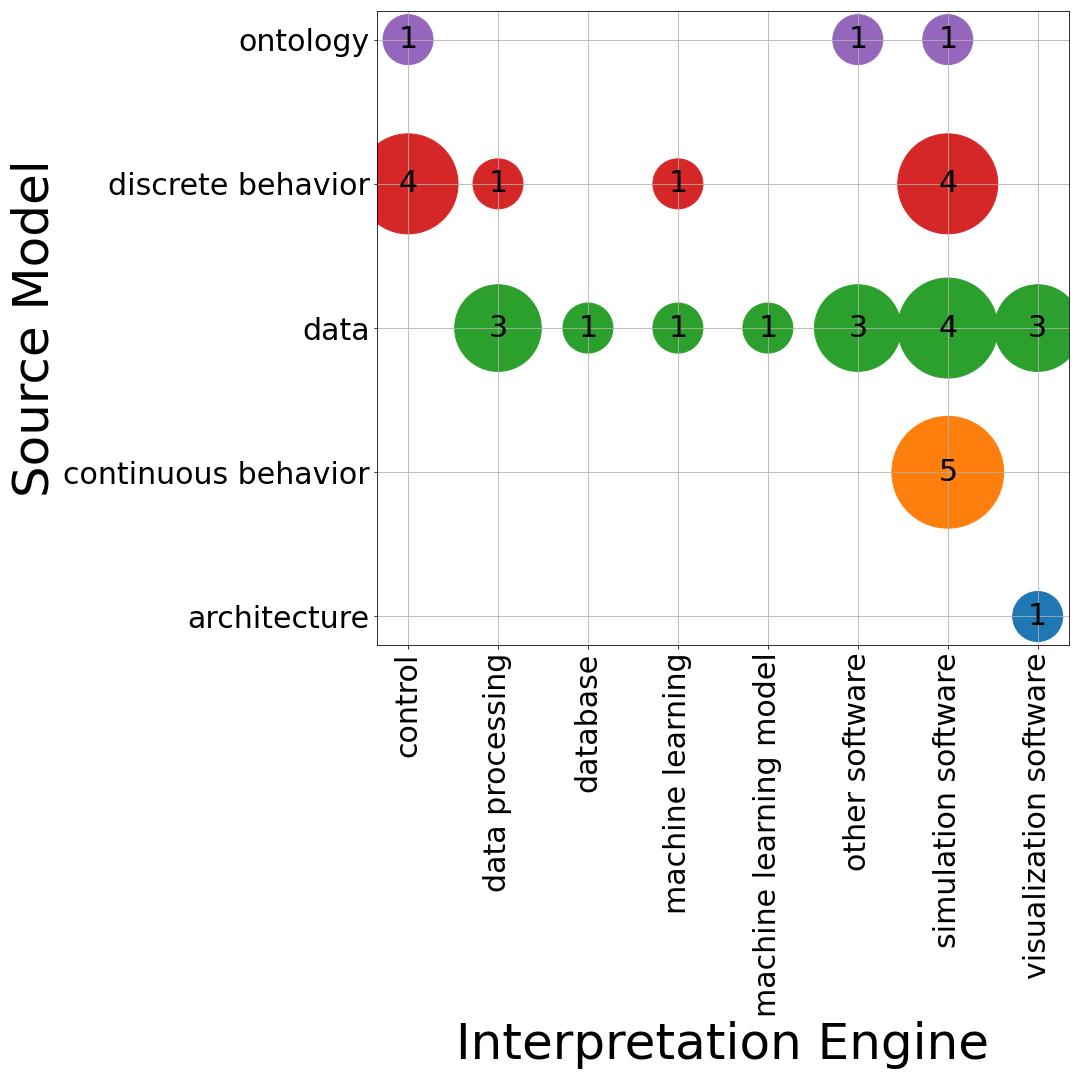 ontology
1 1 1
discrete behavior
4 1 1 4
data
3 1 1 1 3 4 3
continuous behavior
5
architecture
1
Source Model
control
data processing
database
machine learning
machine learning model
other software
simulation software
visualization software
Interpretation Engine